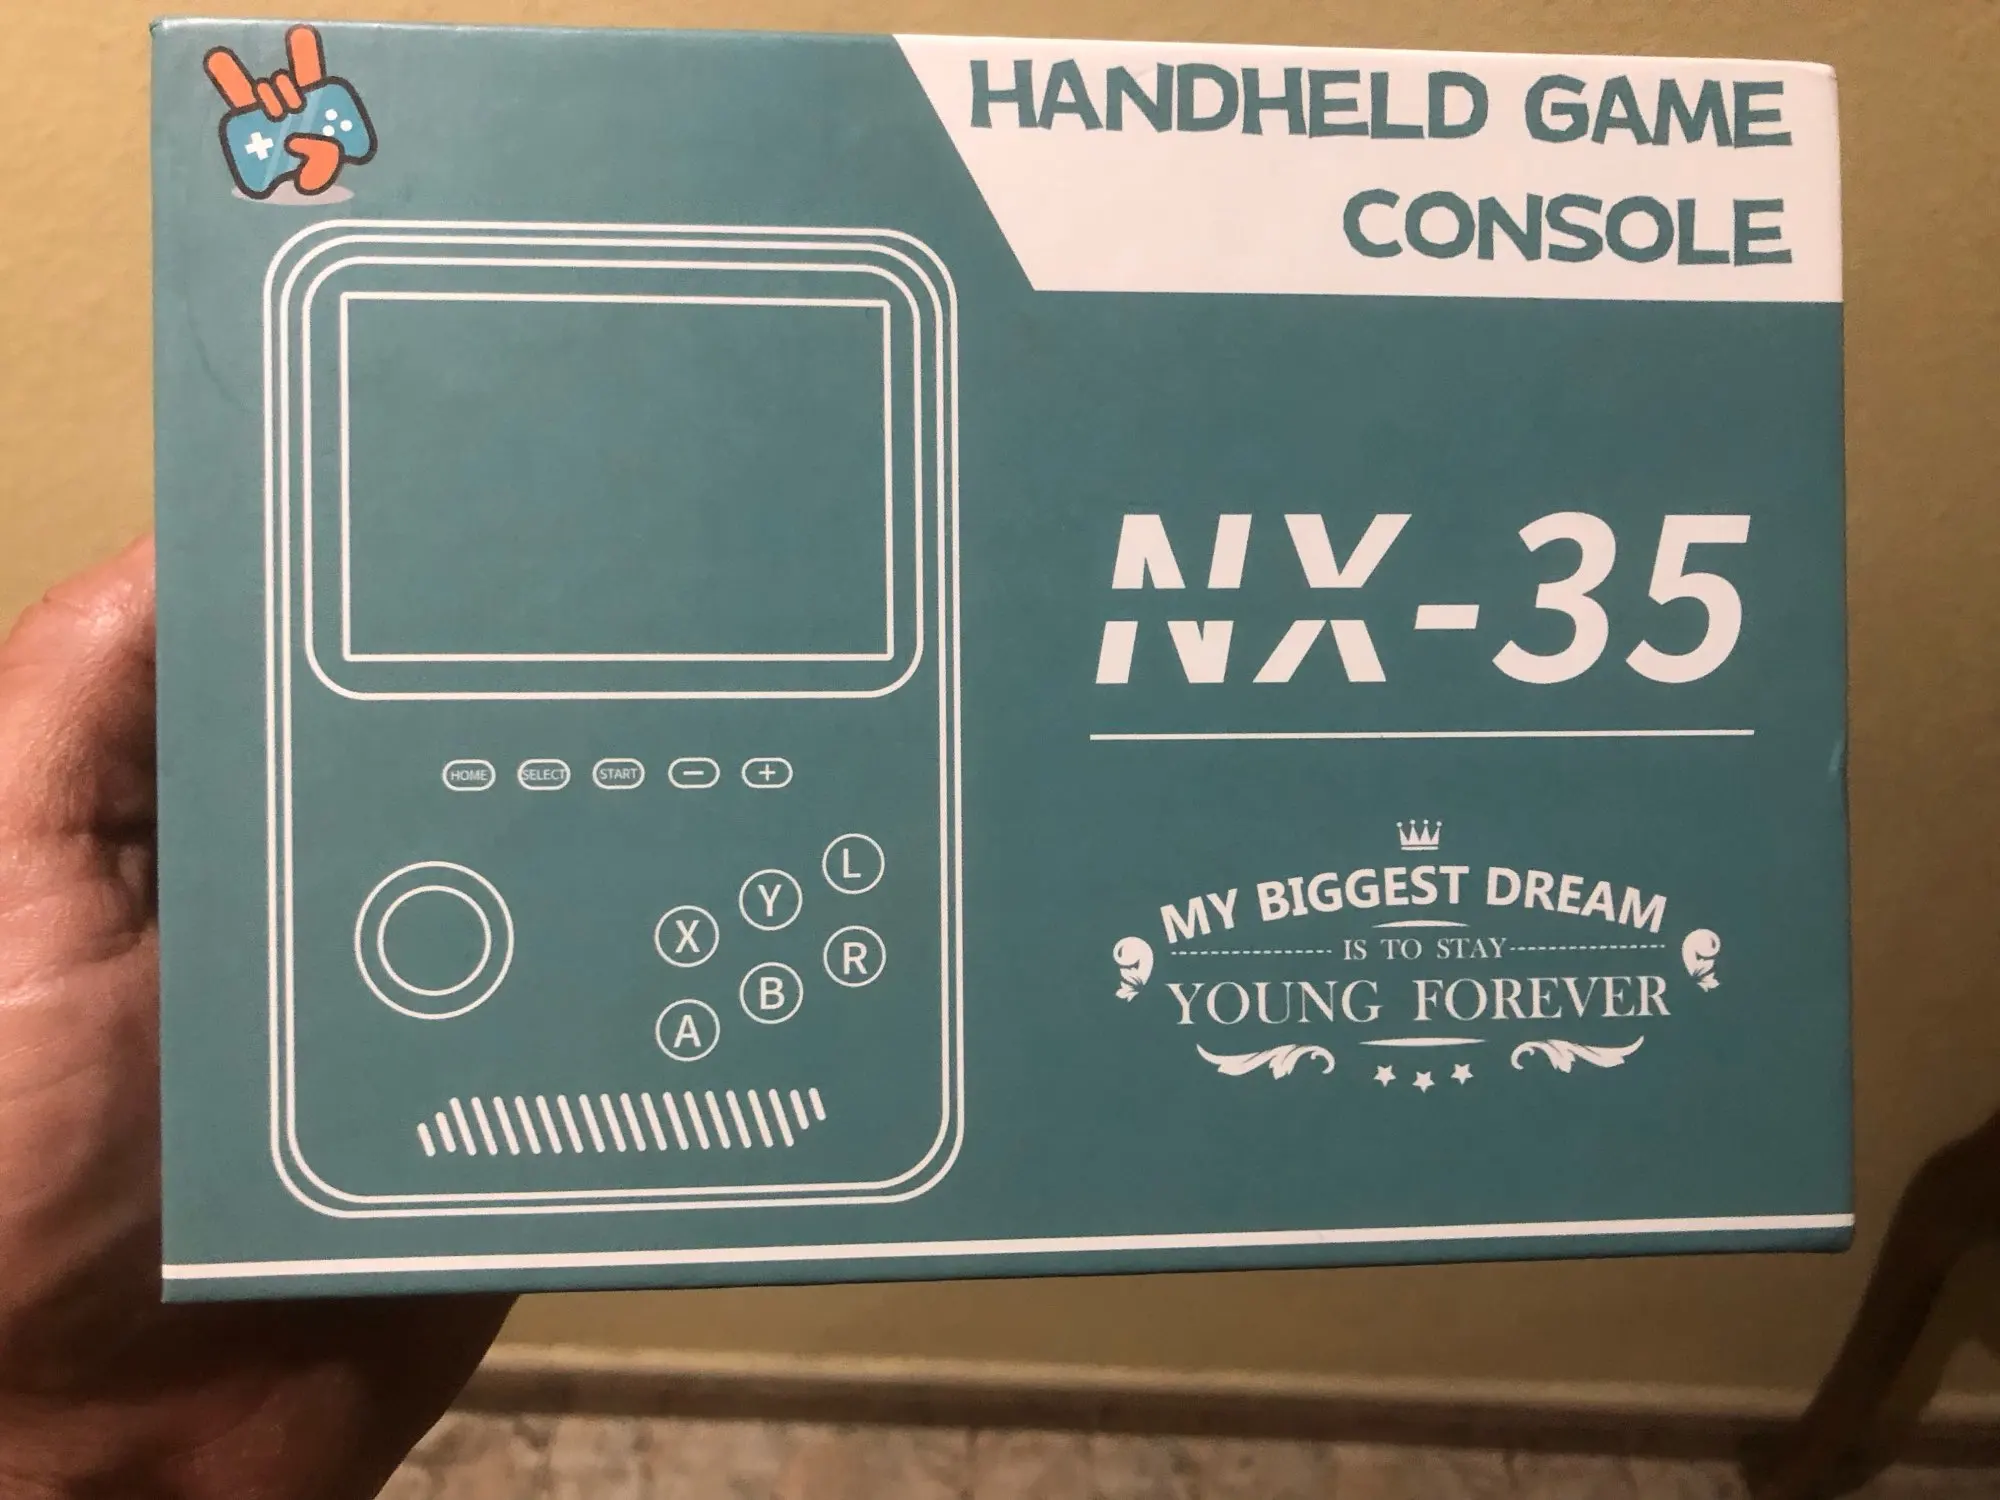 HANDHELD GAME
CONSOLE
NX-35
HOME SELECT START − +
L
Y
X
R
B
A
MY BIGGEST DREAM
IS TO STAY
YOUNG FOREVER